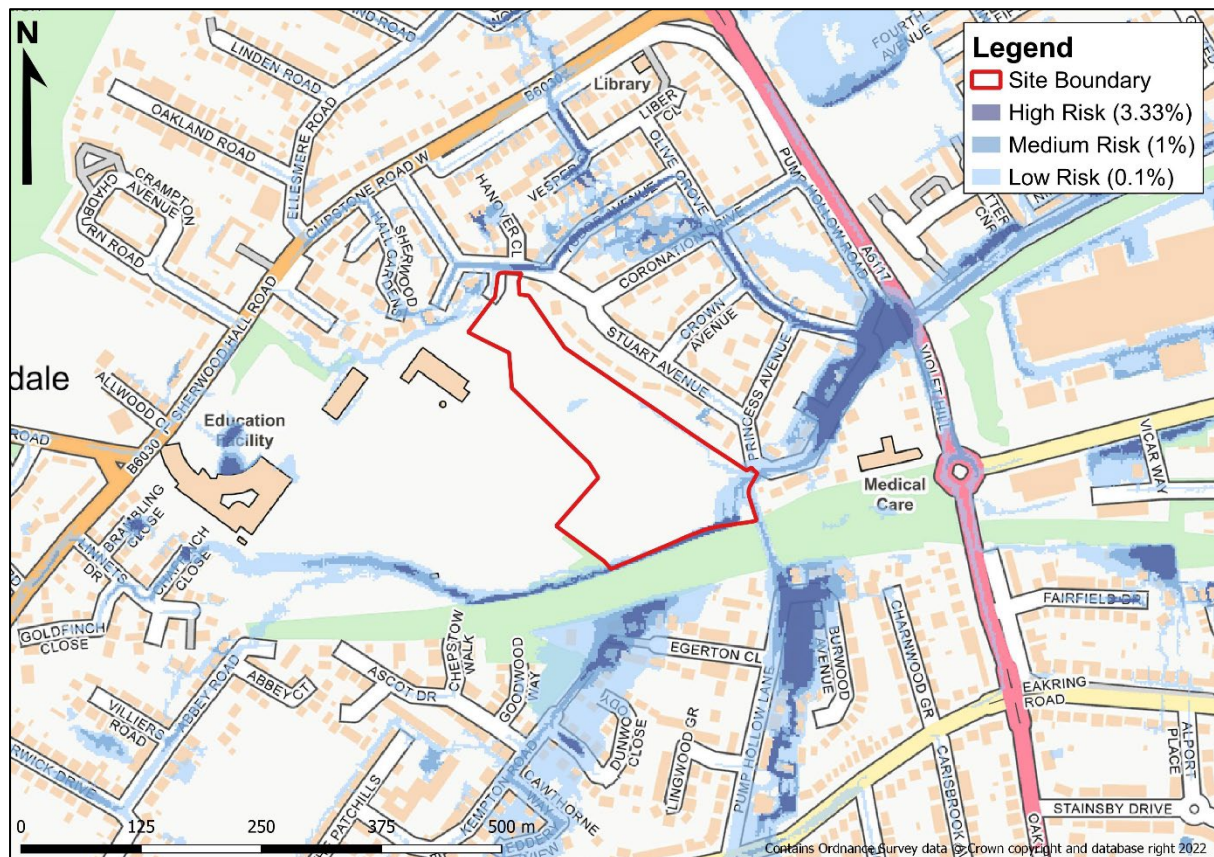 N
Legend
Site Boundary
High Risk (3.33%)
Medium Risk (1%)
Low Risk (0.1%)
LINDEN ROAD
OAKLAND ROAD
ELLESMERE ROAD
CRAMPTON
AVENUE
CHADBURN ROAD
B6030
Library
LIBER
CL
FOURTH
AVENUE
CLIPSTONE ROAD W
HANOVER CL
VESPER
OLIVE GROVE
TUDOR AVENUE
PUMP HOLLOW ROAD
A6117
SHERWOOD
HALL GARDENS
CORONATION DRIVE
CROWN
AVENUE
STUART AVENUE
PRINCESS AVENUE
SHERWOOD HALL ROAD
B6030
dale
ALLWOOD
ROAD
Education
Facility
VIOLET HILL
VICAR WAY
Medical
Care
BRAMBLING
CLOSE
LINNETS
DR
GOLDFINCH
CLOSE
ABBEY ROAD
ABBEY CT
VILLIERS
ROAD
CHEPSTOW
WALK
GOODWOOD
WAY
ASCOT DR
EGERTON CL
BURWOOD
AVENUE
CHARNWOOD GR
FAIRFIELD DR
EAKRING
ROAD
DUNWOODY
CLOSE
LINGWOOD GR
PUMP HOLLOW LANE
KEMPTON ROAD
CAWTHORNE
WAY
CARISBROOK
ALPORT
PLACE
STAINSBY DRIVE
0 125 250 375 500 m
Contains Ordnance Survey data © Crown copyright and database right 2022